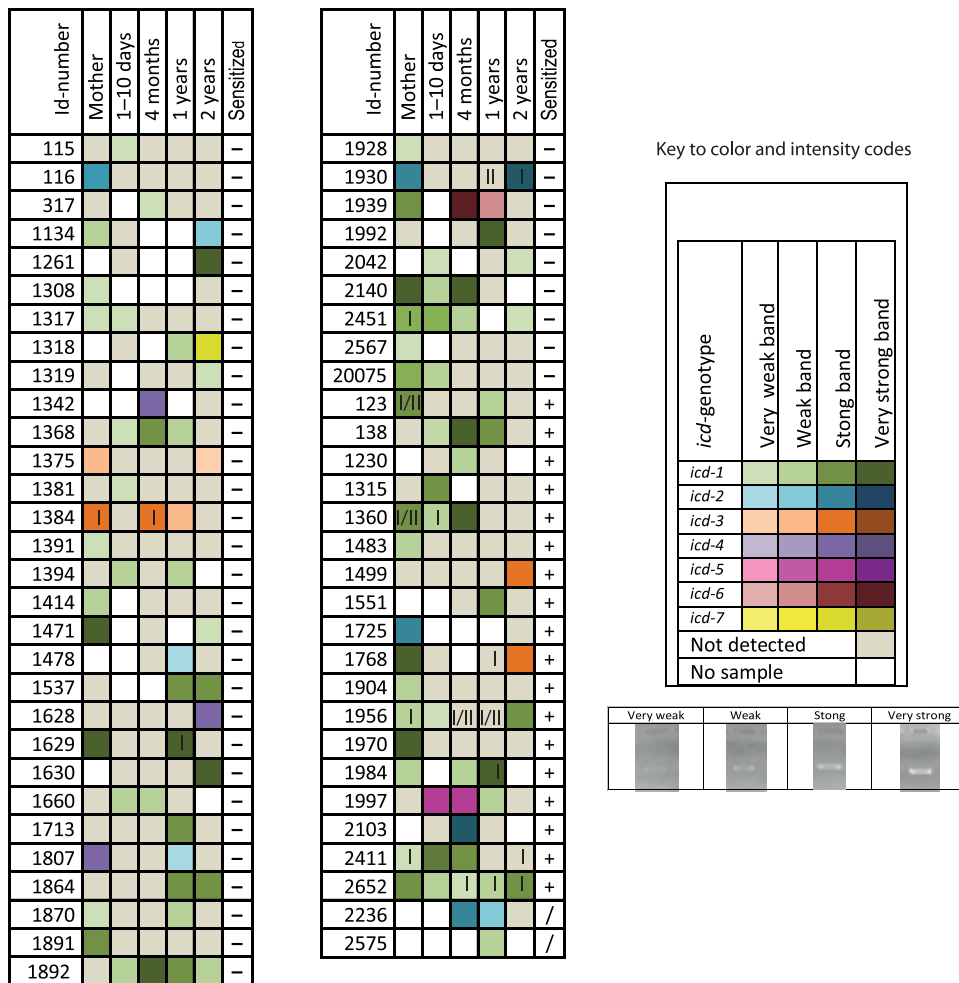 Id-number Mother 1–10 days 4 months 1 years 2 years Sensitized
115 –
116 –
317 –
1134 –
1261 –
1308 –
1317 –
1318 –
1319 –
1342 –
1368 –
1375 –
1381 –
1384 I I –
1391 –
1394 –
1414 –
1471 –
1478 –
1537 –
1628 –
1629 I –
1630 –
1660 –
1713 –
1807 –
1864 –
1870 –
1891 –
1892 –
Id-number Mother 1–10 days 4 months 1 years 2 years Sensitized
1928 –
1930 II I –
1939 –
1992 –
2042 –
2140 –
2451 I –
2567 –
20075 –
123 I/II +
138 +
1230 +
1315 +
1360 I/II I +
1483 +
1499 +
1551 +
1725 +
1768 I +
1904 +
1956 I I/II I/II +
1970 +
1984 I +
1997 +
2103 +
2411 I I +
2652 I I I +
2236 /
2575 /
Key to color and intensity codes
icd-genotype Very weak band Weak band Stong band Very strong band
icd-1
icd-2
icd-3
icd-4
icd-5
icd-6
icd-7
Not detected
No sample
Very weak Weak Stong Very strong